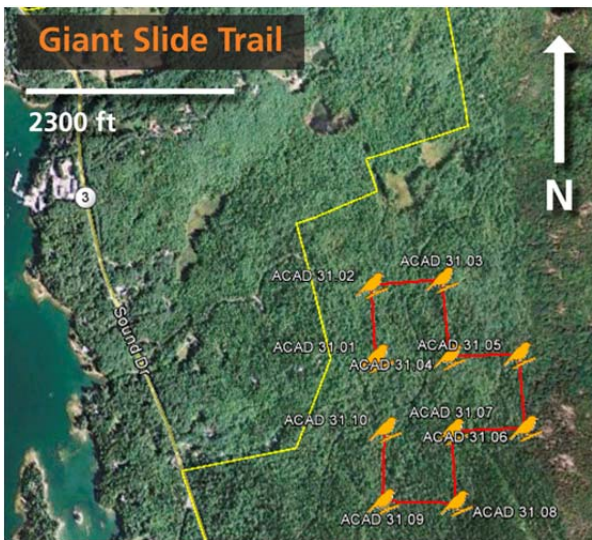 Giant Slide Trail
2300 ft
N
3
Sound Dr
ACAD 31.02
ACAD 31.03
ACAD 31.01
ACAD 31.04
ACAD 31.05
ACAD 31.10
ACAD 31.07
ACAD 31.06
ACAD 31.09
ACAD 31.08